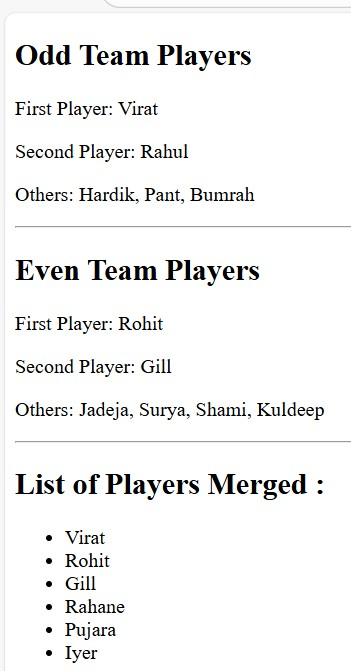 Odd Team Players
First Player: Virat
Second Player: Rahul
Others: Hardik, Pant, Bumrah
Even Team Players
First Player: Rohit
Second Player: Gill
Others: Jadeja, Surya, Shami, Kuldeep
List of Players Merged :
Virat
Rohit
Gill
Rahane
Pujara
Iyer